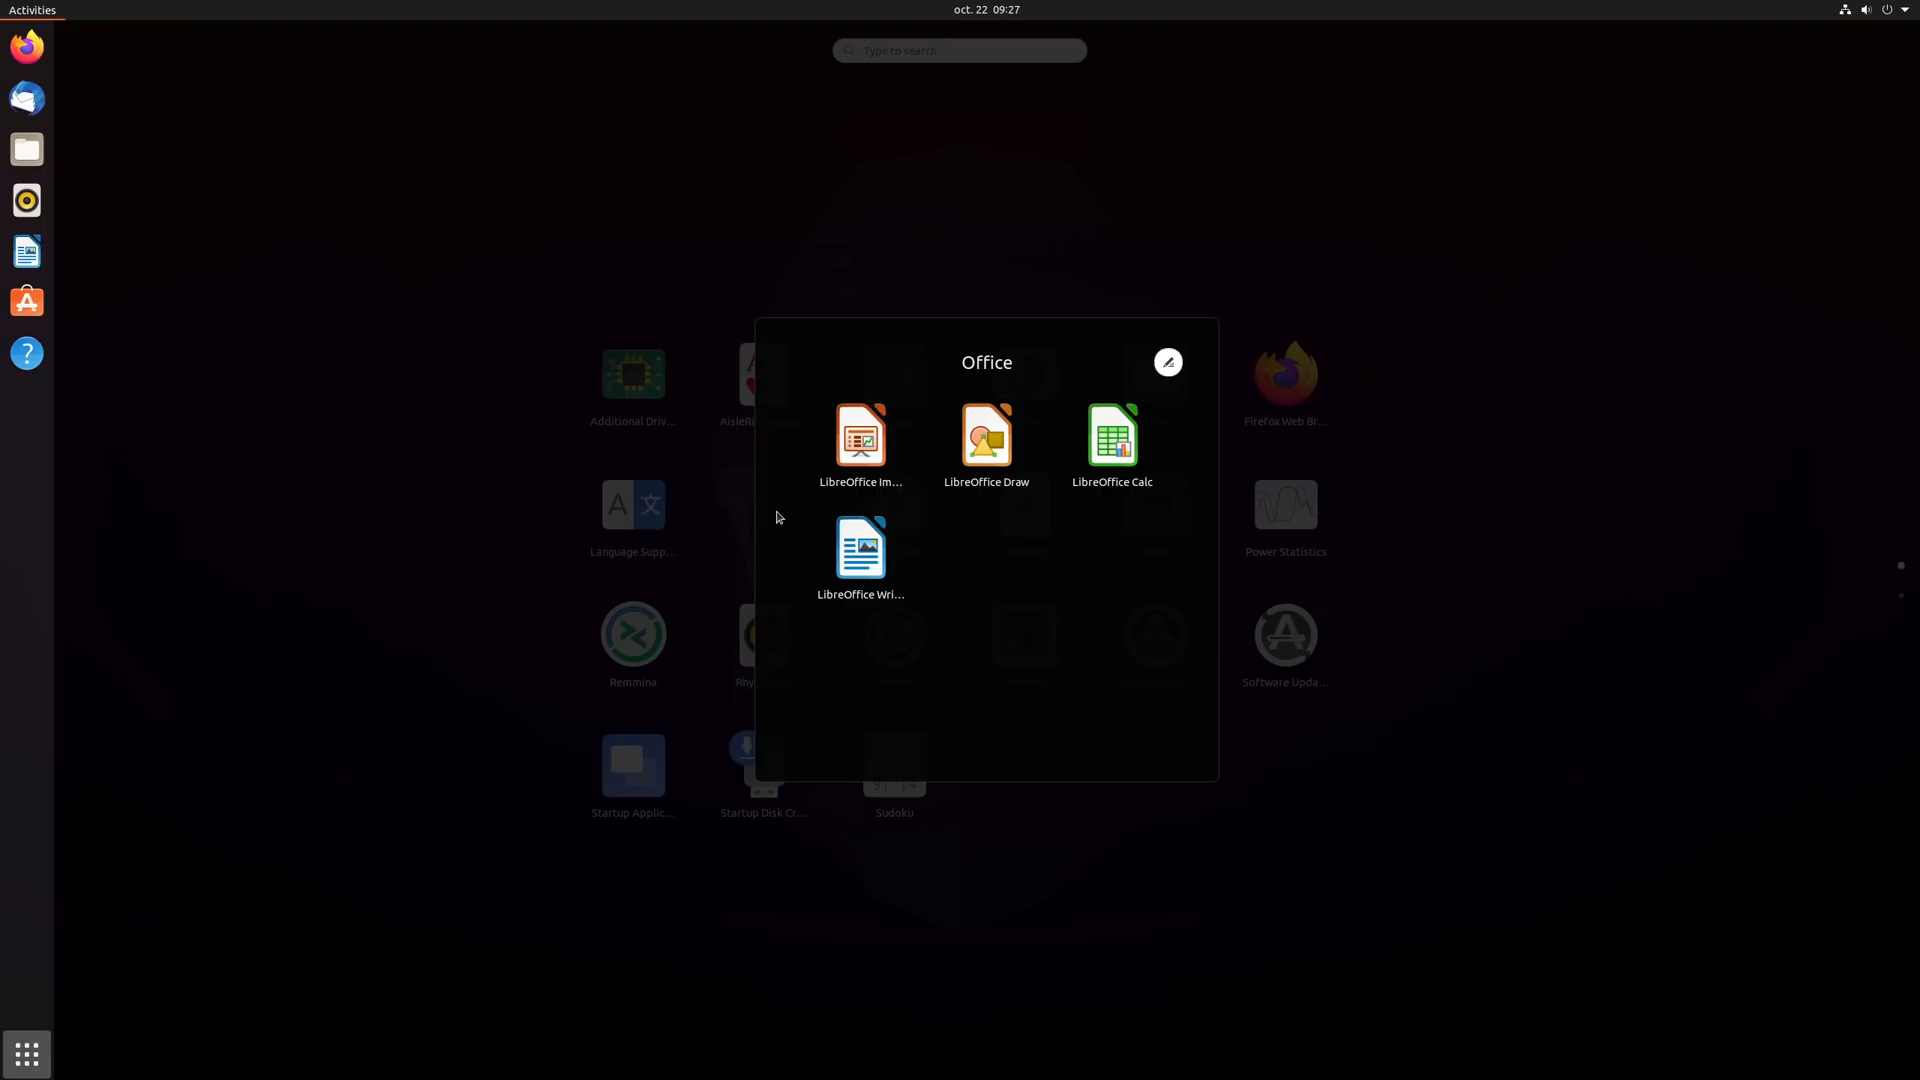 Activities
oct. 22 09:27
Type to search
Office
LibreOffice Im...
LibreOffice Draw
LibreOffice Calc
LibreOffice Wri...
Additional Driv...
Firefox Web Br...
Language Supp...
Power Statistics
Remmina
Software Upda...
Startup Applic...
Startup Disk Cr...
Sudoku